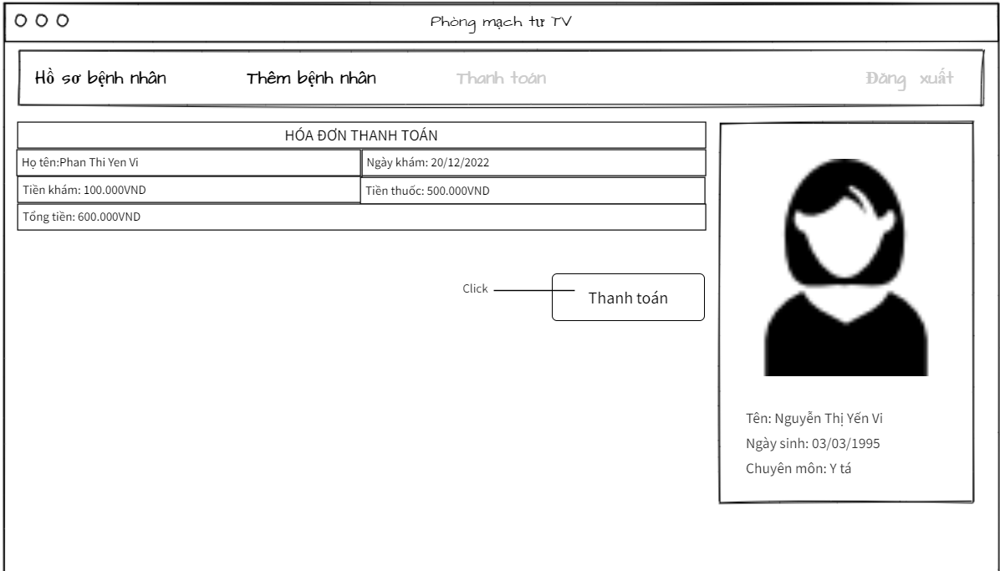 Phòng mạch tư TV
Hồ sơ bệnh nhân Thêm bệnh nhân Thanh toán Đăng xuất
HÓA ĐƠN THANH TOÁN
Họ tên:Phan Thi Yen Vi Ngày khám: 20/12/2022
Tiền khám: 100.000VND Tiền thuốc: 500.000VND
Tổng tiền: 600.000VND
Click Thanh toán
Tên: Nguyễn Thị Yến Vi
Ngày sinh: 03/03/1995
Chuyên môn: Y tá